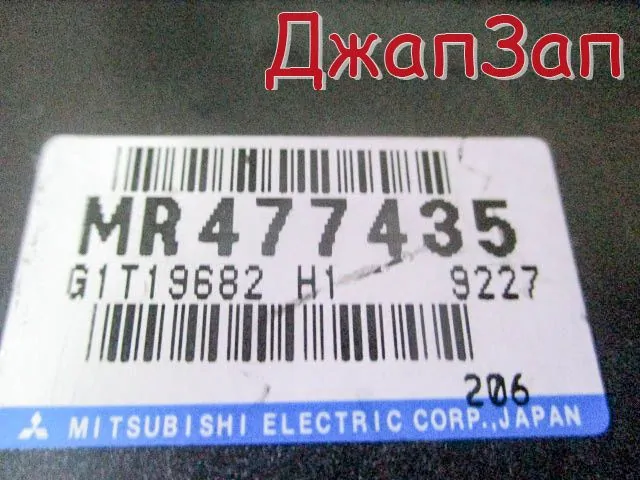 ДжапЗап
MR477435
G1T19682 H1 9227
206
MITSUBISHI ELECTRIC CORP.,JAPAN